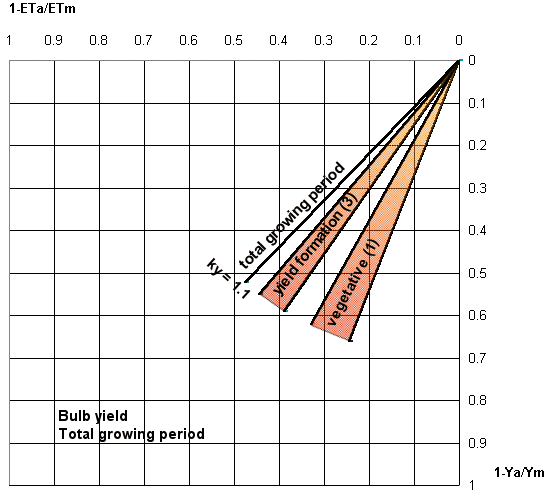 1-ETa/ETm
1 0.9 0.8 0.7 0.6 0.5 0.4 0.3 0.2 0.1 0
0
0.1
0.2
0.3
0.4
0.5
0.6
0.7
0.8
0.9
1
total growing period
ky = 1.1
yield formation (3)
vegetative (1)
Bulb yield
Total growing period
1-Ya/Ym